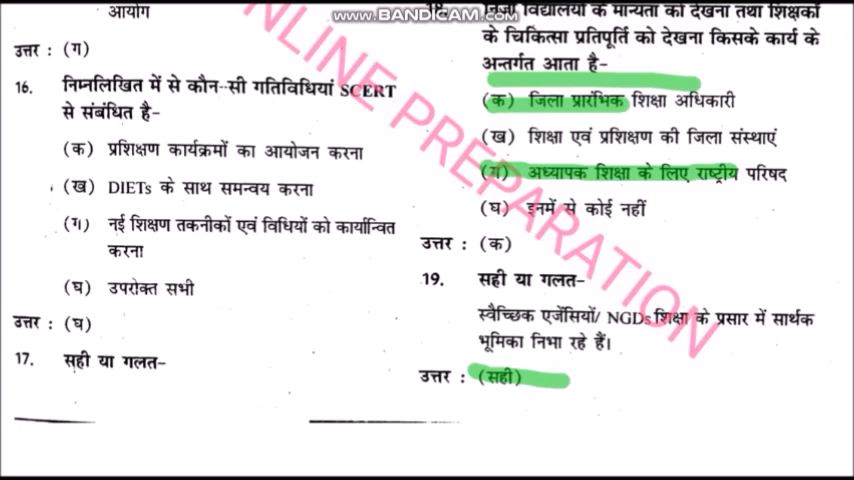 आयोग
उत्तर : (ग)
16. निम्नलिखित में से कौन-सी गतिविधियां SCERT
से संबंधित है-
(क) प्रशिक्षण कार्यक्रमों का आयोजन करना
(ख) DIETs के साथ समन्वय करना
(ग) नई शिक्षण तकनीकों एवं विधियों को कार्यान्वित
करना
(घ) उपरोक्त सभी
उत्तर : (घ)
17. सही या गलत-
18. निजी विद्यालयों के मान्यता को देखना तथा शिक्षकों
के चिकित्सा प्रतिपूर्ति को देखना किसके कार्य के
अन्तर्गत आता है-
(क) जिला प्रारंभिक शिक्षा अधिकारी
(ख) शिक्षा एवं प्रशिक्षण की जिला संस्थाएं
(ग) अध्यापक शिक्षा के लिए राष्ट्रीय परिषद
(घ) इनमें से कोई नहीं
उत्तर : (क)
19. सही या गलत-
स्वैच्छिक एजेंसियों/ NGDs शिक्षा के प्रसार में सार्थक
भूमिका निभा रहे हैं।
उत्तर : (सही)
www.BANDICAM.com
NLINE PREPARATION